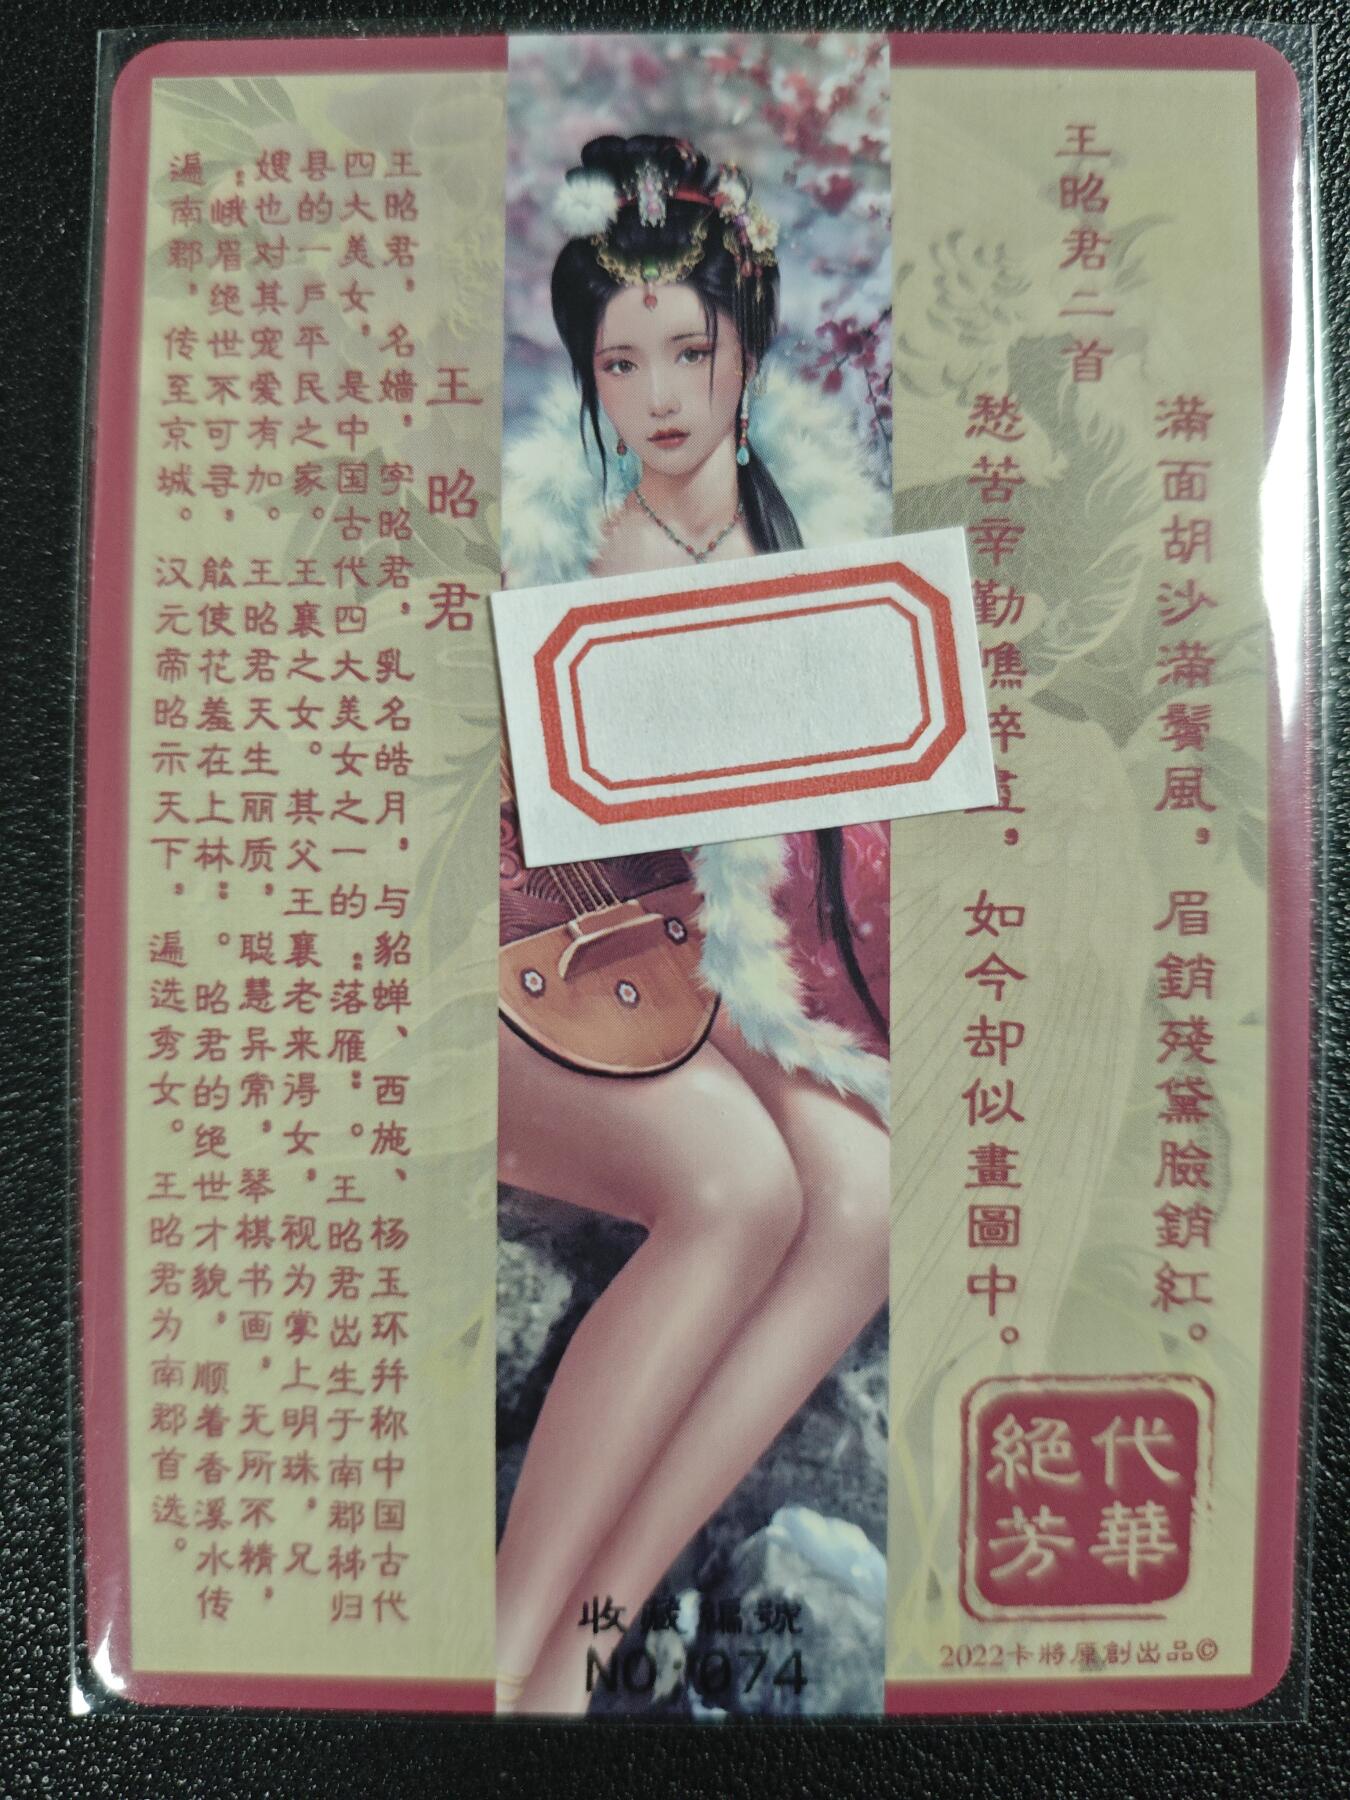 王昭君二首
滿面胡沙滿鬢風，眉銷殘黛臉銷紅。
愁苦辛勤憔悴盡，如今却似畫圖中。
絕代
芳華
2022卡將原創出品©
收藏編號
NO:074
王昭君
王昭君，名嫱，字昭君，乳名皓月，与貂蝉、西施、杨玉环并称中国古代
四大美女，是中国古代四大美女之一的“落雁”。王昭君出生于南郡秭归
县的一户平民之家。王襄之女。其父王襄老来得女，视为掌上明珠，兄
嫂也对其宠爱有加。王昭君天生丽质，聪慧异常，琴棋书画，无所不精，
“峨眉绝世不可寻，能使花羞在上林”。昭君的绝世才貌，顺着香溪水传
遍南郡，传至京城。汉元帝昭示天下，遍选秀女。王昭君为南郡首选。